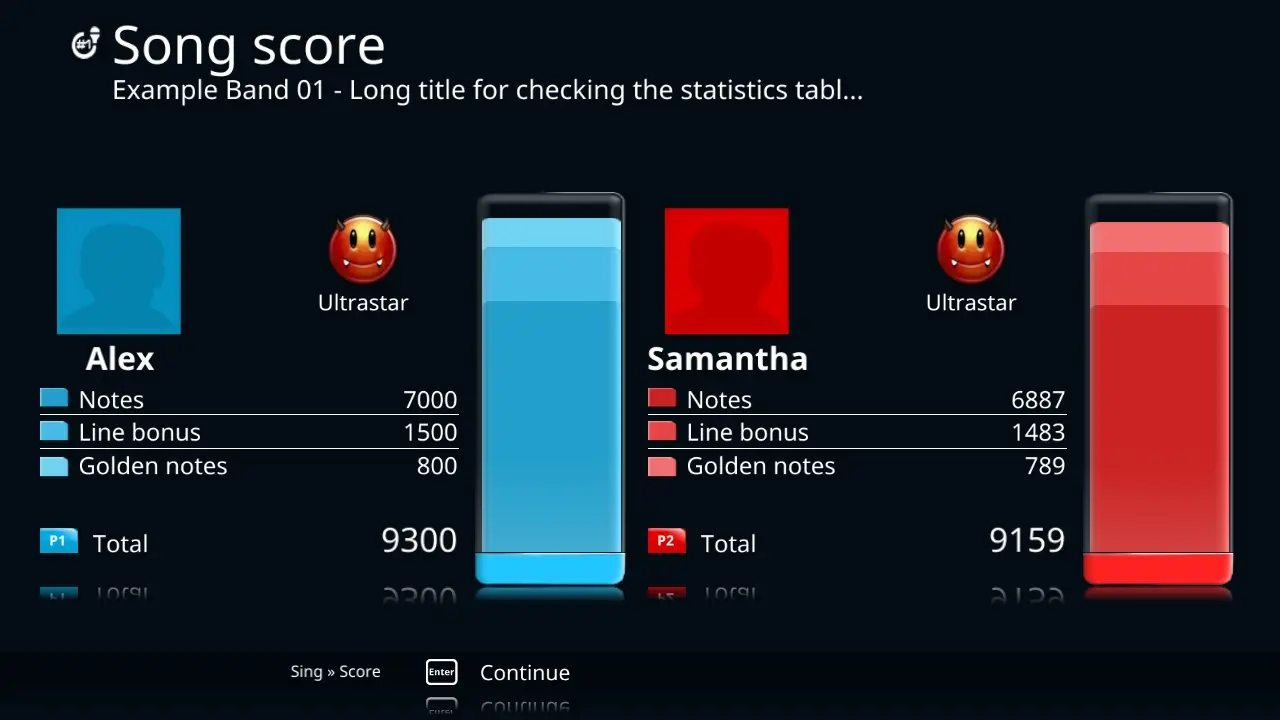 #1
Song score
Example Band 01 - Long title for checking the statistics tabl...
Ultrastar
Alex
Notes 7000
Line bonus 1500
Golden notes 800
P1 Total 9300
Ultrastar
Samantha
Notes 6887
Line bonus 1483
Golden notes 789
P2 Total 9159
Sing » Score Enter Continue